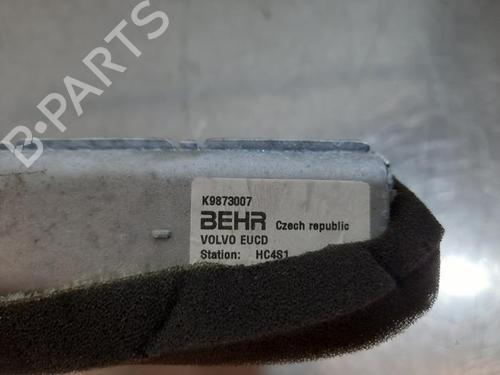 B-PARTS
K9873007
BEHR Czech republic
VOLVO EUCD
Station: HC4S1